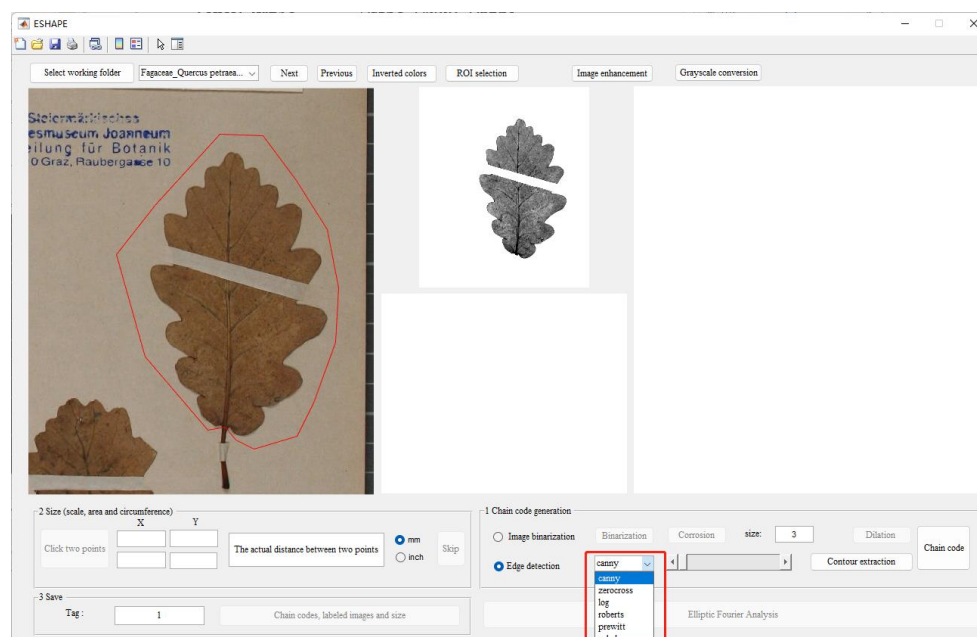 ESHAPE
Select working folder
Fagaceae_Quercus petraea...
Next
Previous
Inverted colors
ROI selection
Image enhancement
Grayscale conversion
Steiermärkisches
esmuseum Joanneum
eilung für Botanik
0 Graz, Raubergasse 10
2 Size (scale, area and circumference)
X Y
Click two points
The actual distance between two points
mm
inch
Skip
3 Save
Tag :
1
Chain codes, labeled images and size
1 Chain code generation
Image binarization
Binarization
Corrosion
size:
3
Dilation
Chain code
Edge detection
canny
Contour extraction
canny
zerocross
log
roberts
prewitt
Elliptic Fourier Analysis